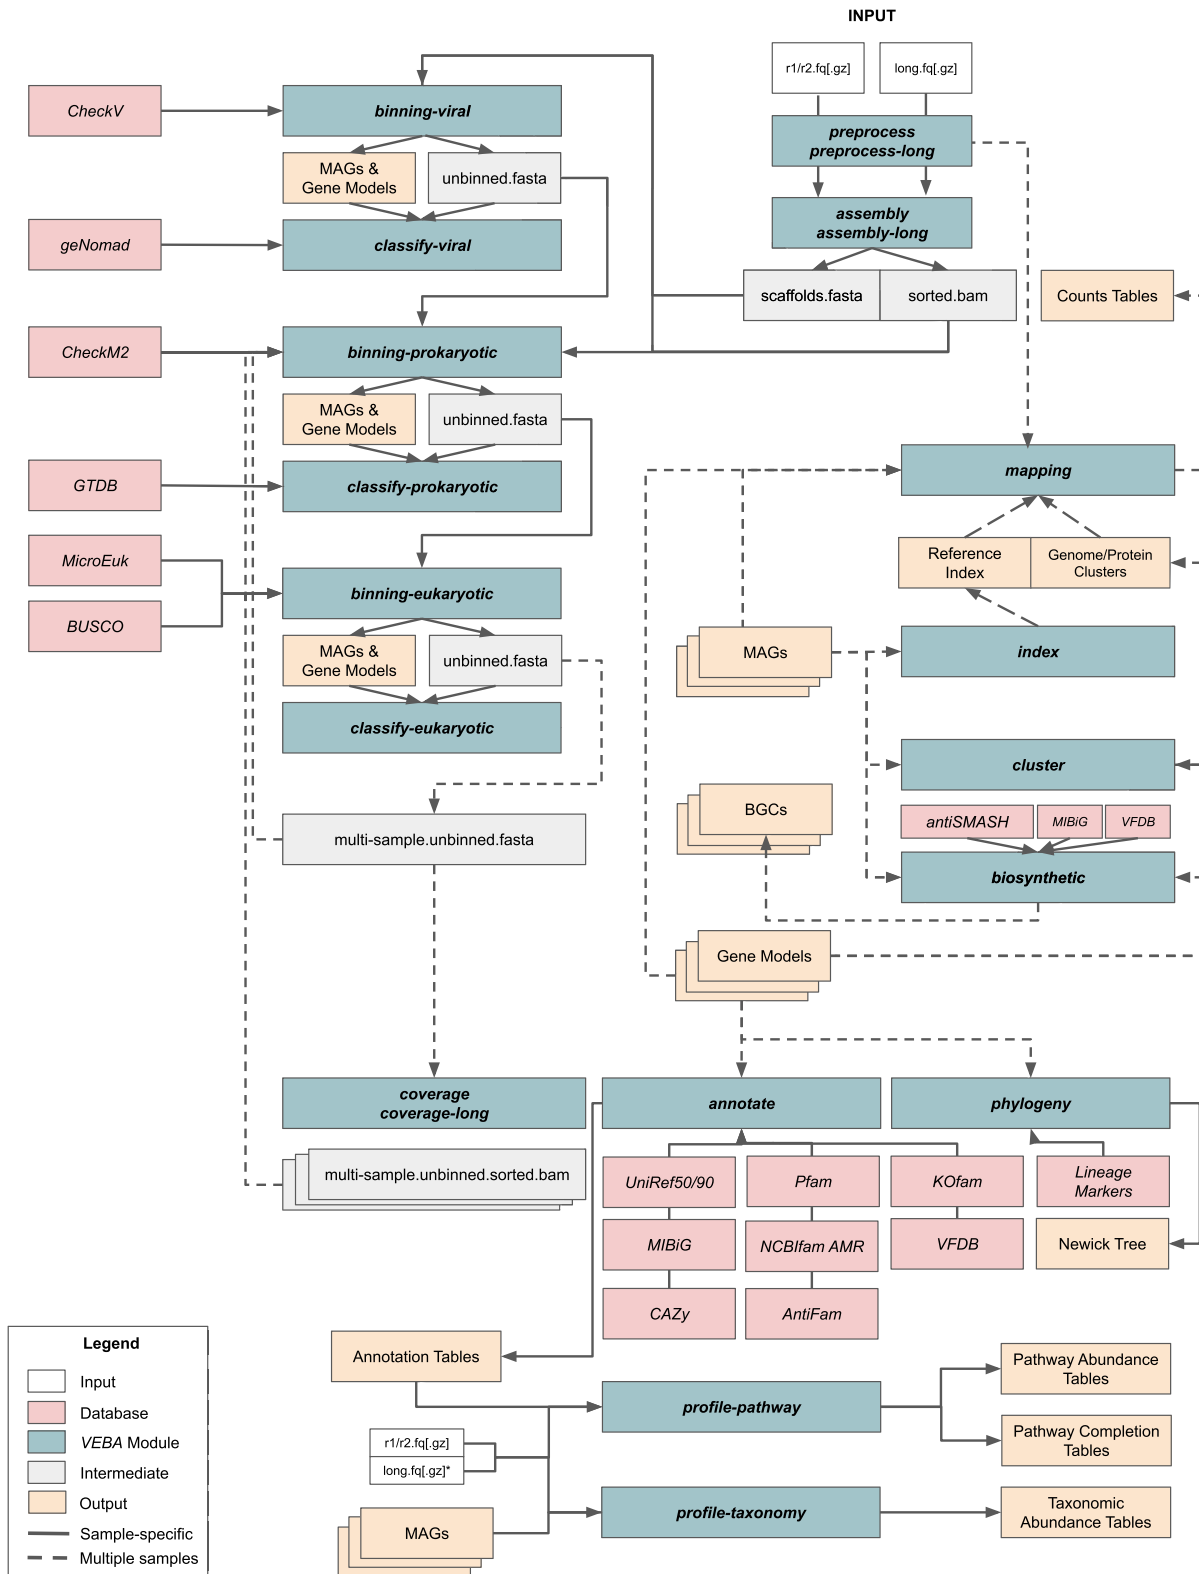 INPUT
r1/r2.fq[.gz]
long.fq[.gz]
preprocess
preprocess-long
assembly
assembly-long
scaffolds.fasta
sorted.bam
Counts Tables
CheckV
binning-viral
MAGs &
Gene Models
unbinned.fasta
geNomad
classify-viral
CheckM2
binning-prokaryotic
MAGs &
Gene Models
unbinned.fasta
GTDB
classify-prokaryotic
MicroEuk
BUSCO
binning-eukaryotic
MAGs &
Gene Models
unbinned.fasta
classify-eukaryotic
multi-sample.unbinned.fasta
mapping
Reference
Index
Genome/Protein
Clusters
MAGs
index
cluster
BGCs
antiSMASH
MIBiG
VFDB
biosynthetic
Gene Models
coverage
coverage-long
multi-sample.unbinned.sorted.bam
annotate
phylogeny
UniRef50/90
Pfam
KOfam
Lineage
Markers
MIBiG
NCBIfam AMR
VFDB
Newick Tree
CAZy
AntiFam
Legend
Input
Database
VEBA Module
Intermediate
Output
Sample-specific
Multiple samples
Annotation Tables
r1/r2.fq[.gz]
long.fq[.gz]*
MAGs
profile-pathway
Pathway Abundance
Tables
Pathway Completion
Tables
profile-taxonomy
Taxonomic
Abundance Tables